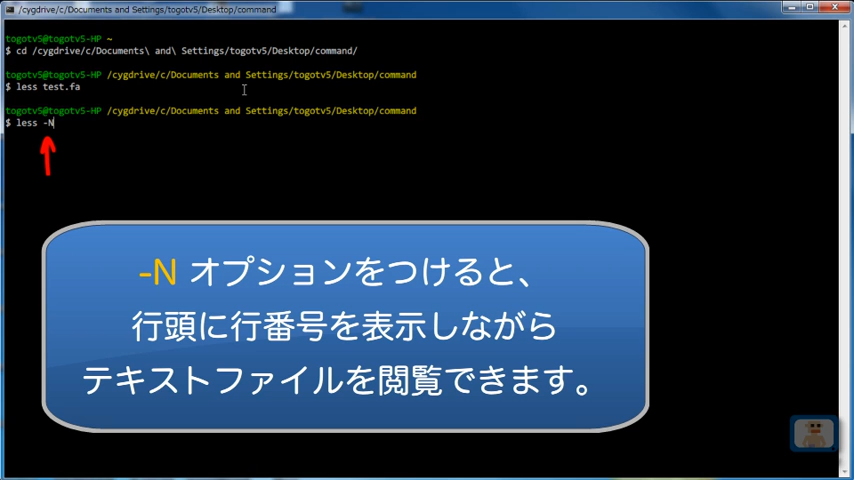 /cygdrive/c/Documents and Settings/togotv5/Desktop/command
togotv5@togotv5-HP ~
$ cd /cygdrive/c/Documents\ and\ Settings/togotv5/Desktop/command/
togotv5@togotv5-HP /cygdrive/c/Documents and Settings/togotv5/Desktop/command
$ less test.fa
togotv5@togotv5-HP /cygdrive/c/Documents and Settings/togotv5/Desktop/command
$ less -N
-N オプションをつけると、
行頭に行番号を表示しながら
テキストファイルを閲覧できます。